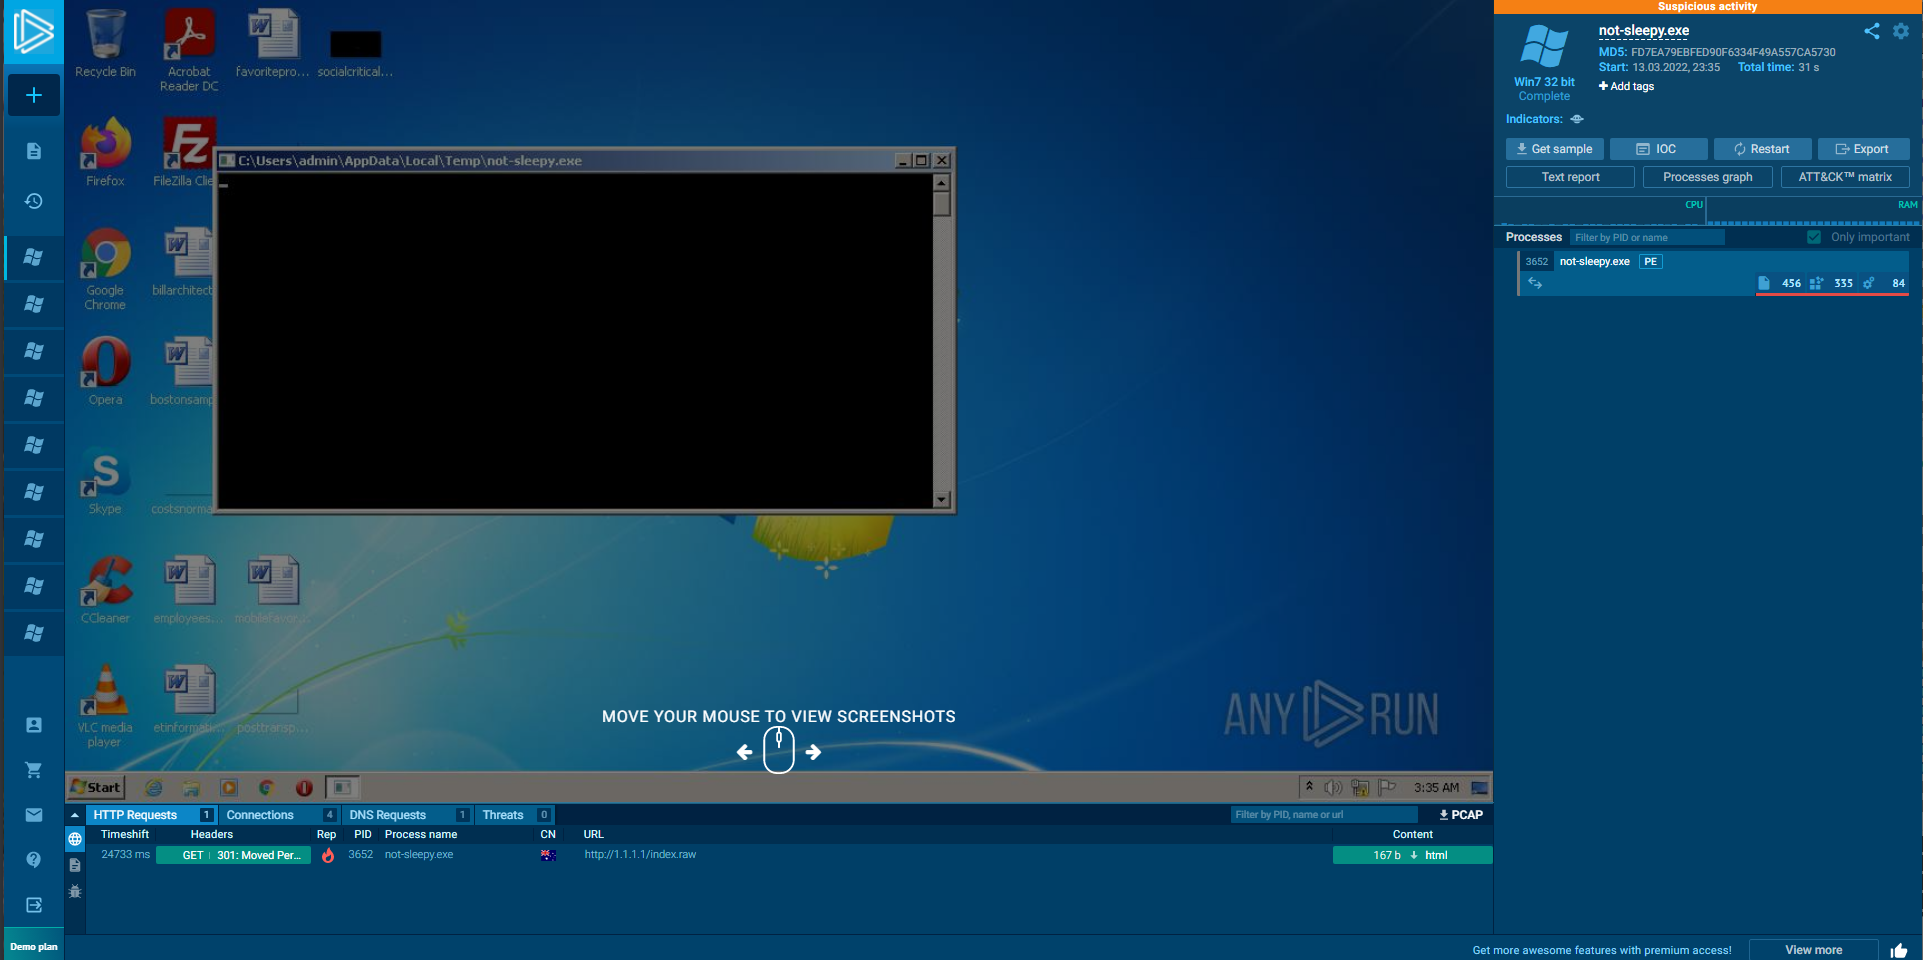 Suspicious activity
not-sleepy.exe
MD5: FD7EA79EBFED90F6334F49A557CA5730
Start: 13.03.2022, 23:35 Total time: 31 s
Win7 32 bit
Complete
Add tags
Indicators:
Get sample IOC Restart Export
Text report Processes graph ATT&CK™ matrix
CPU RAM
Processes Filter by PID or name Only important
3652 not-sleepy.exe PE
456 335 84
Recycle Bin
Acrobat
Reader DC
favoritepro...
socialcritical...
Firefox
FileZilla Clie
C:\Users\admin\AppData\Local\Temp\not-sleepy.exe
Google
Chrome
billarchitect
Opera
bostonsamp
Skype
costsnorma
CCleaner
employees...
mobilefavor...
VLC media
player
etinformati...
posttransp...
MOVE YOUR MOUSE TO VIEW SCREENSHOTS
ANY RUN
Start
3:35 AM
HTTP Requests 1 Connections 4 DNS Requests 1 Threats 0 Filter by PID, name or url PCAP
Timeshift Headers Rep PID Process name CN URL Content
24733 ms GET 301: Moved Per... 3652 not-sleepy.exe http://1.1.1.1/index.raw 167 b html
Demo plan
Get more awesome features with premium access! View more